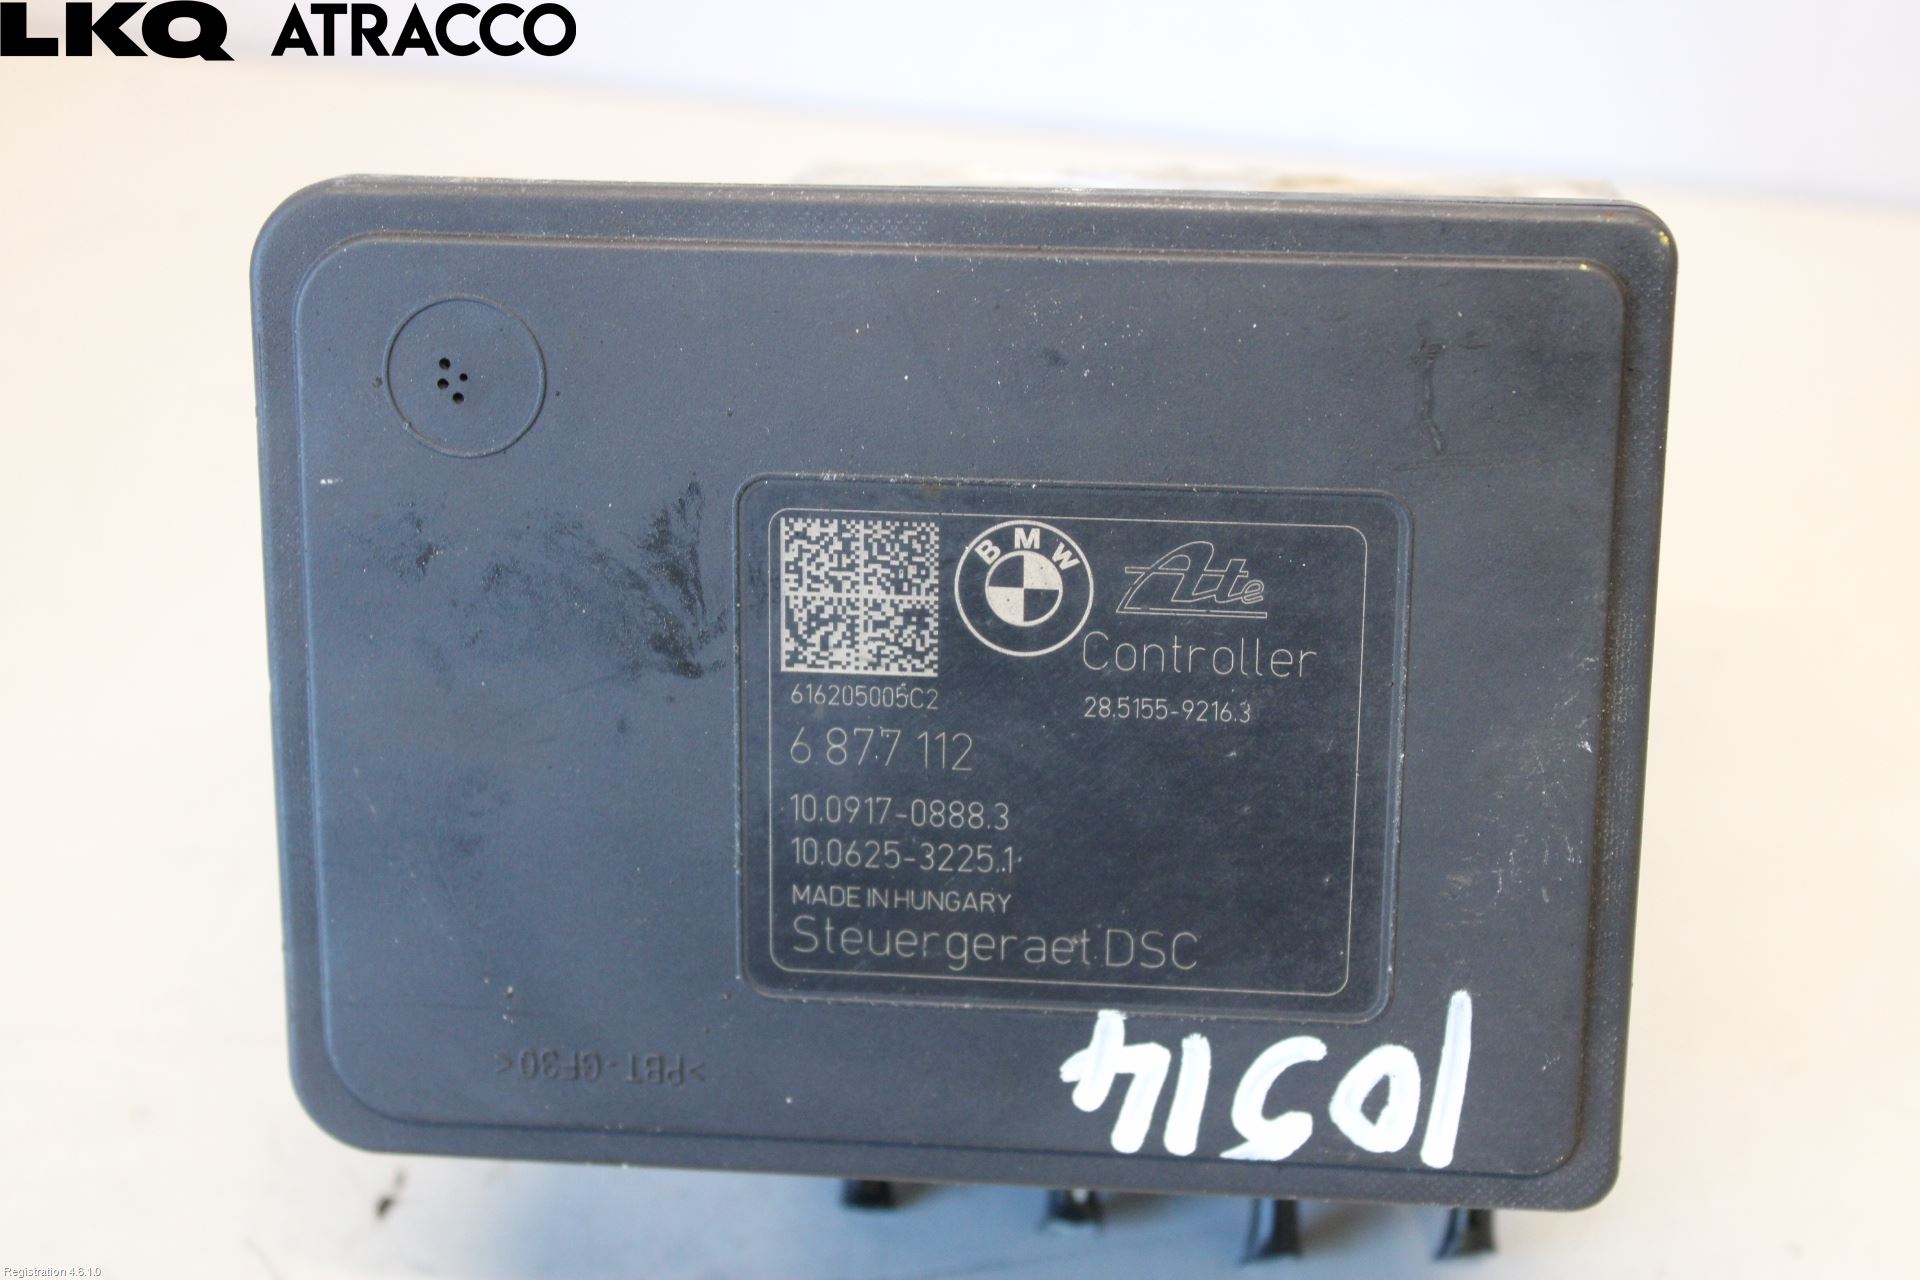 LKQ ATRACCO
BMW Ate
Controller
616205005C2 28.5155-9216.3
6 877 112
10.0917-0888.3
10.0625-3225.1
MADE IN HUNGARY
Steuergeraet DSC
>PBT-GF30<
10514
Registration 4.6.1.0